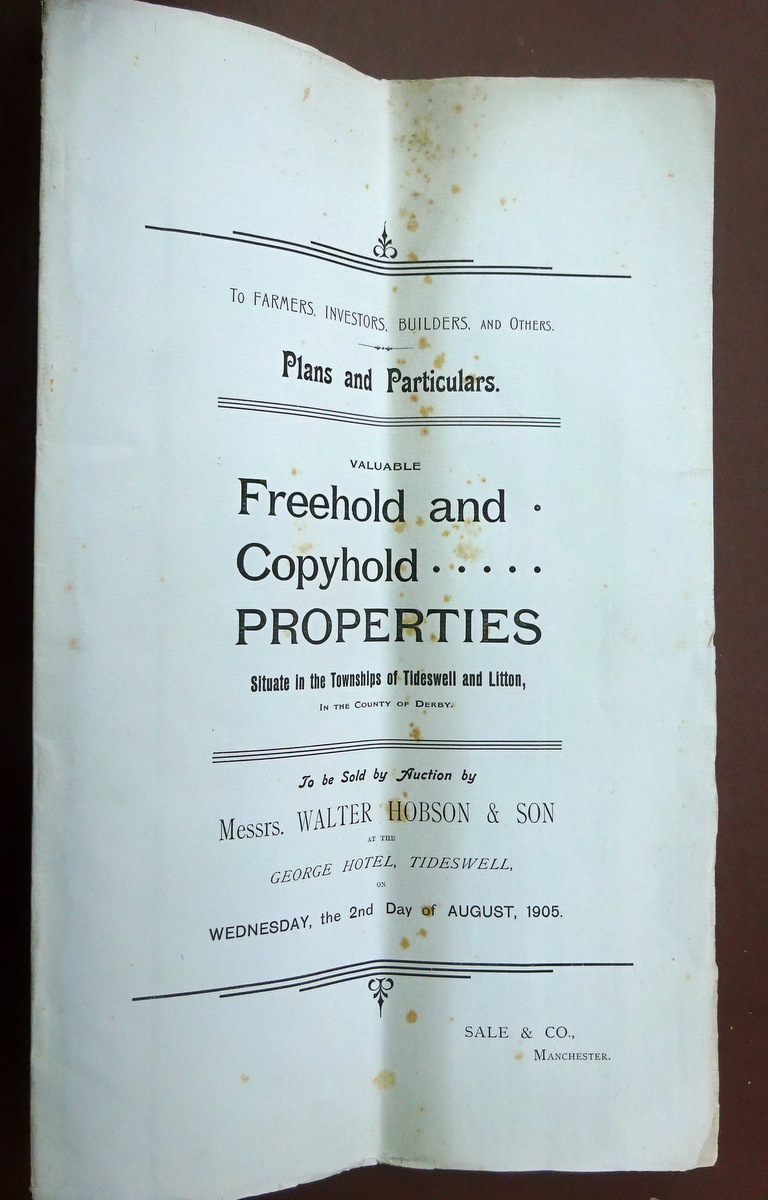 To FARMERS, INVESTORS, BUILDERS, AND OTHERS.
Plans and Particulars.
VALUABLE
Freehold and ·
Copyhold · · · · ·
PROPERTIES
Situate in the Townships of Tideswell and Litton,
IN THE COUNTY OF DERBY.
To be Sold by Auction by
Messrs. WALTER HOBSON & SON
AT THE
GEORGE HOTEL, TIDESWELL,
ON
WEDNESDAY, the 2nd Day of AUGUST, 1905.
SALE & CO.,
MANCHESTER.